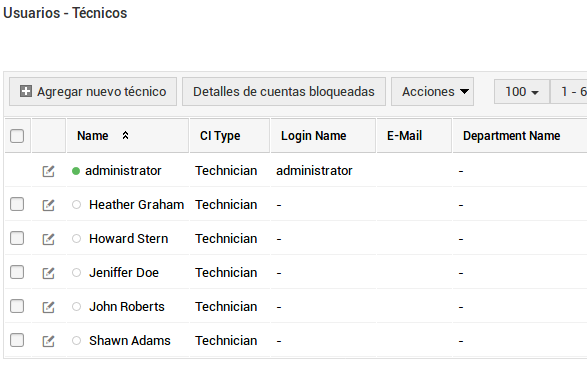 Usuarios - Técnicos
Agregar nuevo técnico Detalles de cuentas bloqueadas Acciones 100 1 - 6
Name CI Type Login Name E-Mail Department Name
administrator Technician administrator -
Heather Graham Technician - -
Howard Stern Technician - -
Jeniffer Doe Technician - -
John Roberts Technician - -
Shawn Adams Technician - -